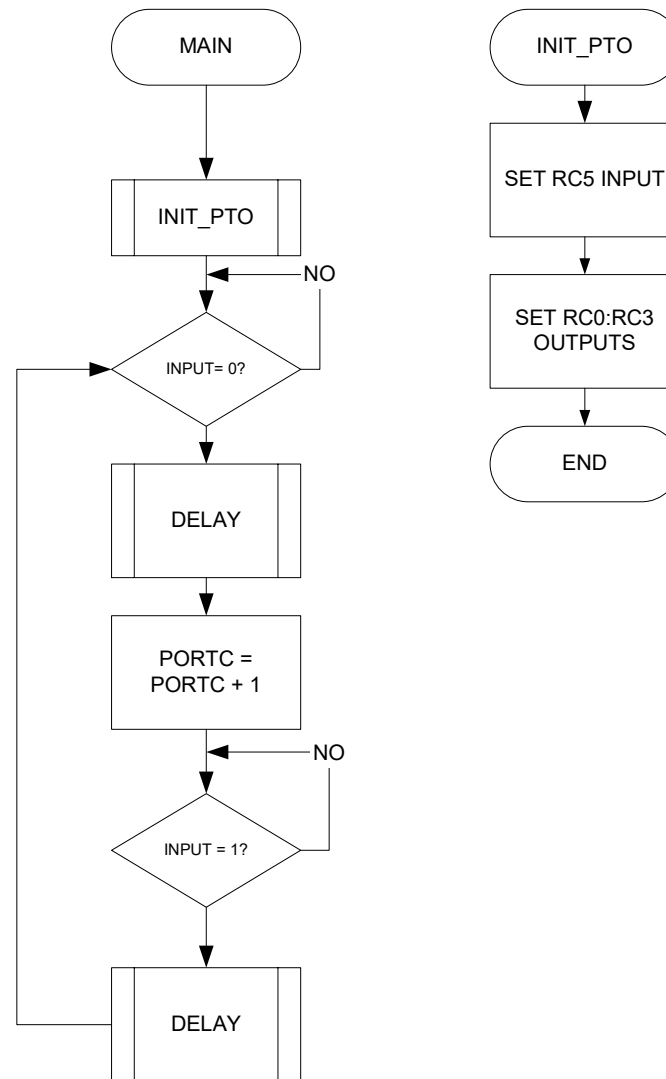 MAIN
INIT_PTO
NO
INPUT= 0?
DELAY
PORTC =
PORTC + 1
NO
INPUT = 1?
DELAY
INIT_PTO
SET RC5 INPUT
SET RC0:RC3
OUTPUTS
END